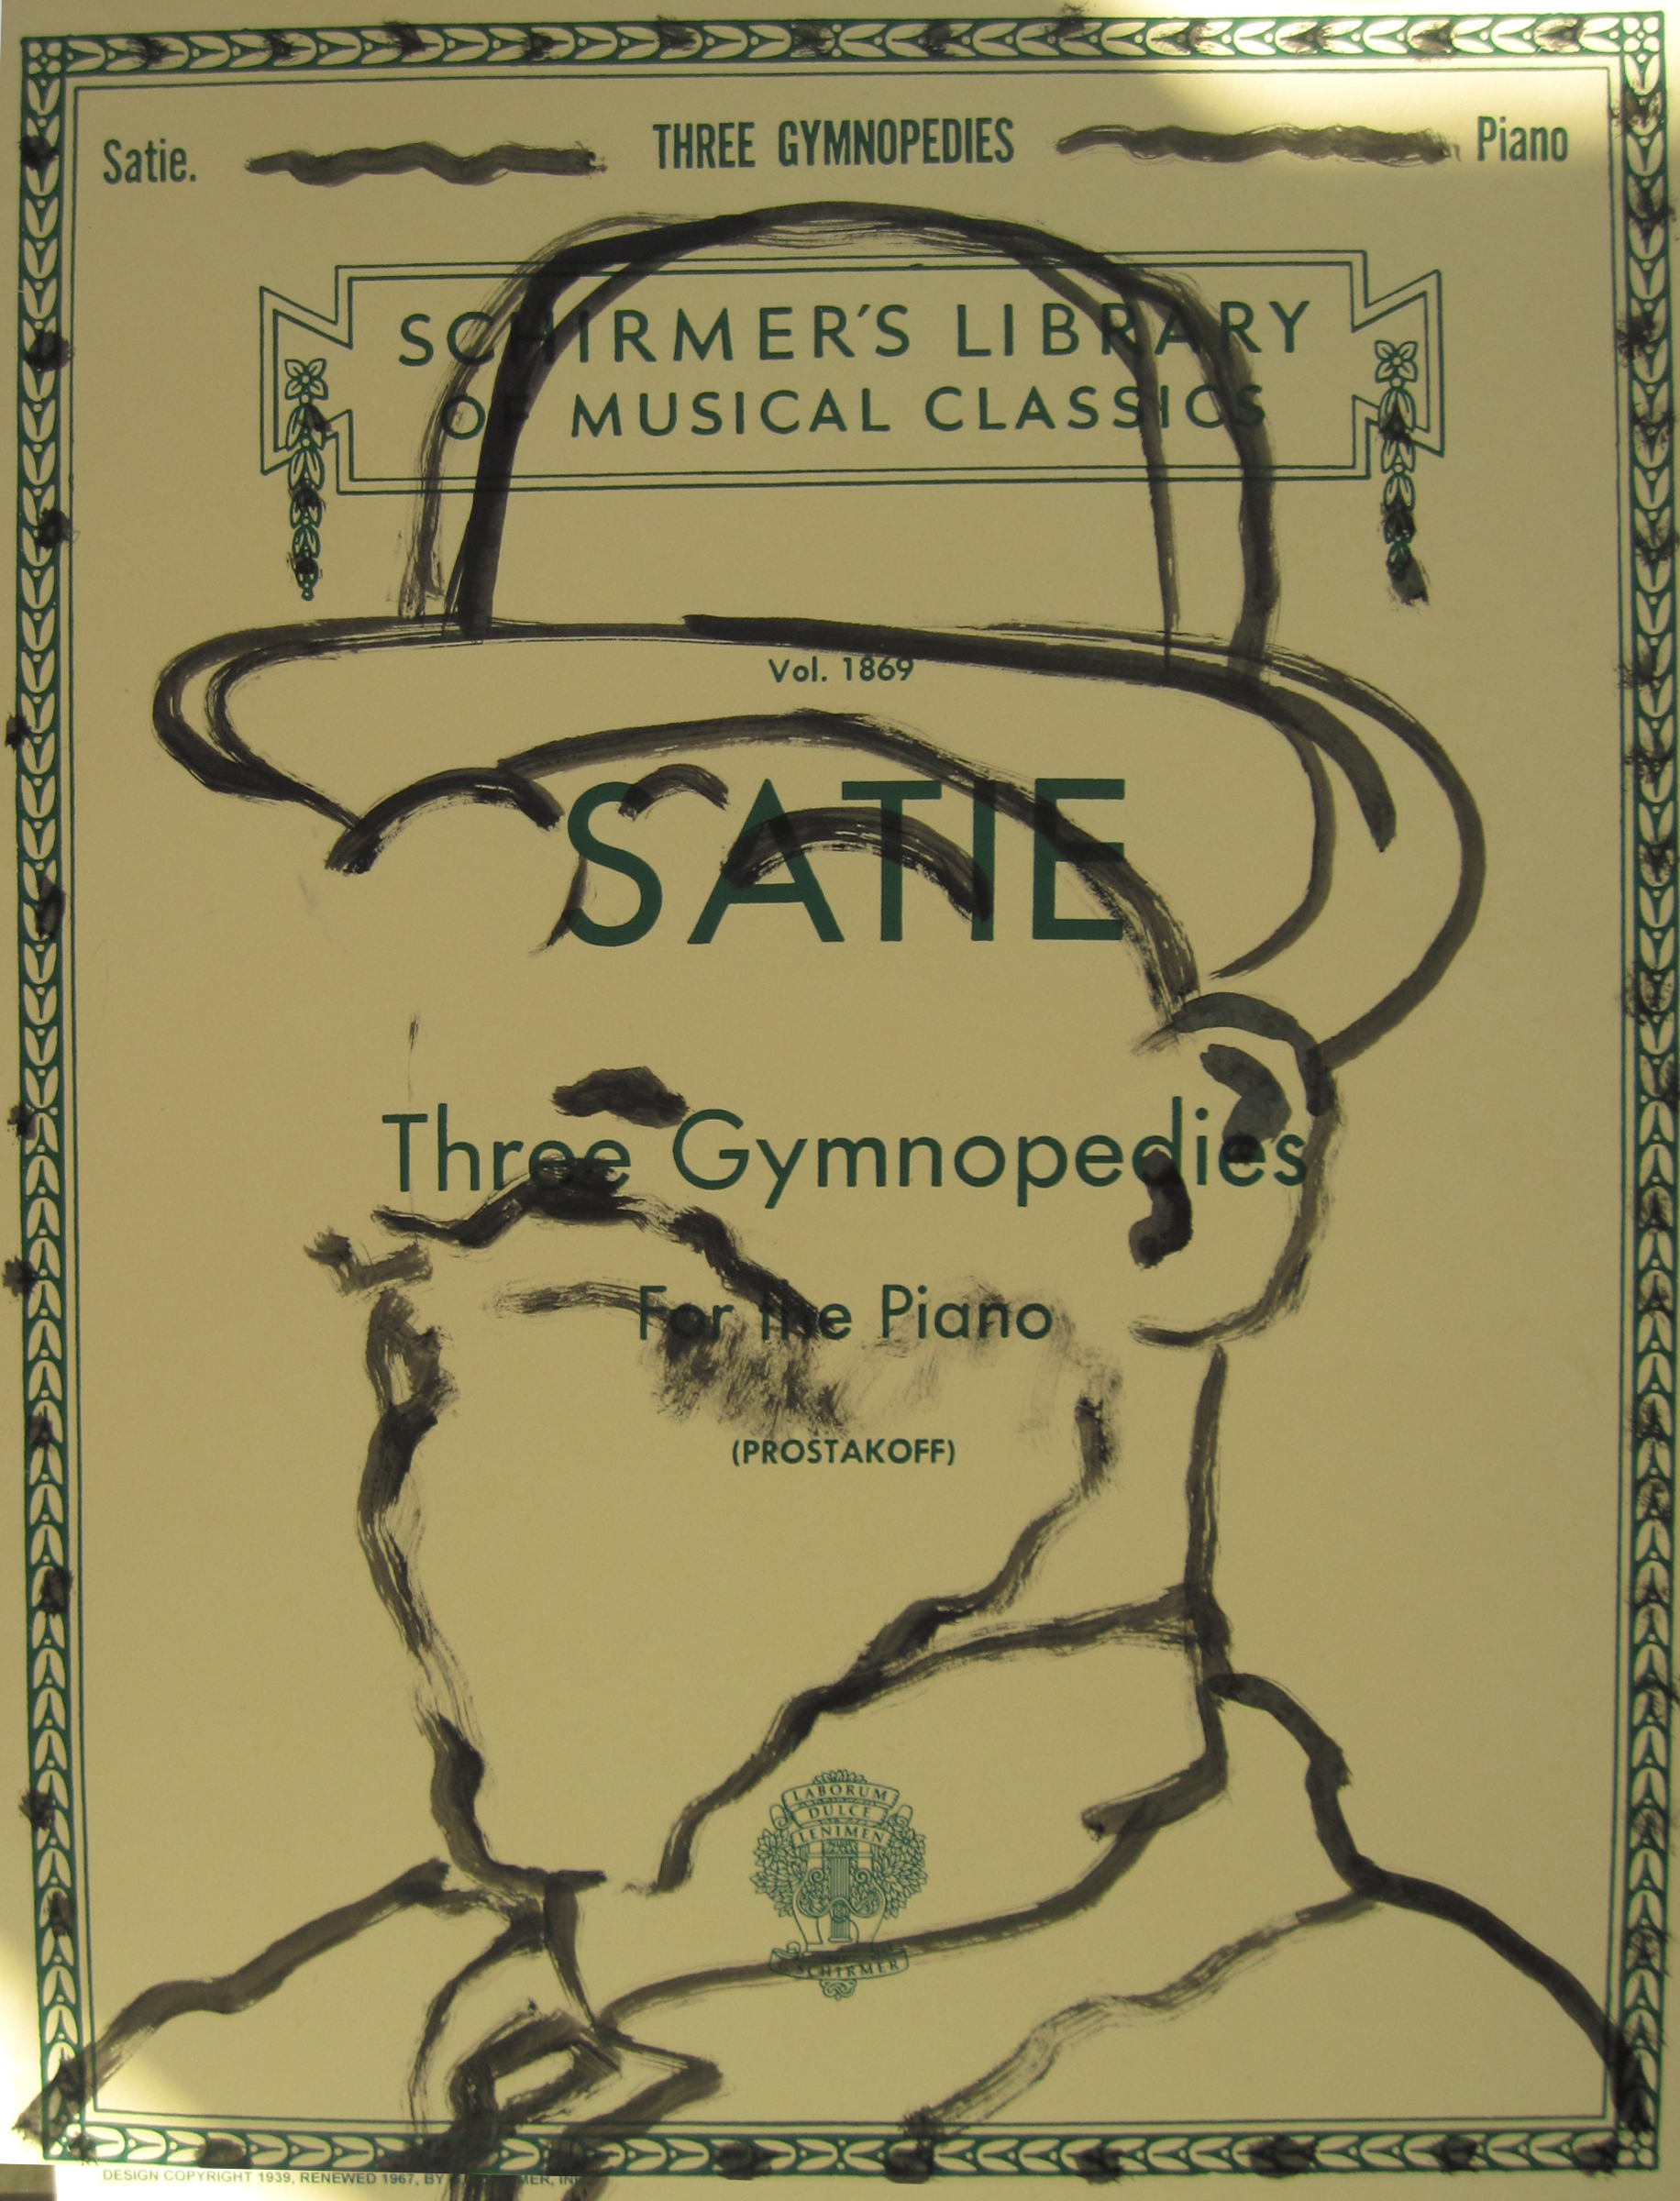 Satie. THREE GYMNOPEDIES Piano
SCHIRMER'S LIBRARY
OF MUSICAL CLASSICS
Vol. 1869
SATIE
Three Gymnopedies
For the Piano
(PROSTAKOFF)
LABORUM
DULCE
LENIMEN
G. SCHIRMER
DESIGN COPYRIGHT 1939, RENEWED 1967, BY